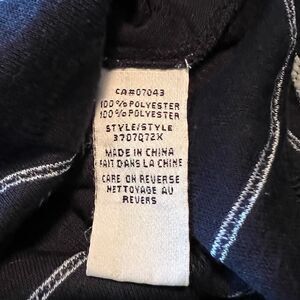 CA#07043
100% POLYESTER
100% POLYESTER
STYLE/STYLE
3707Q72X
MADE IN CHINA
FAIT DANS LA CHINE
CARE ON REVERSE
NETTOYAGE AU
REVERS